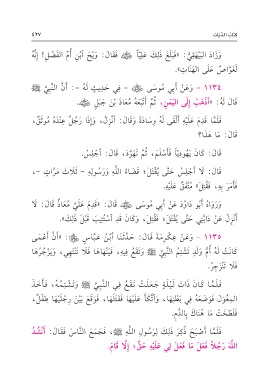 كتاب الديات ٤٢٧
وَزَادَ الْبَيْهَقِيُّ: «فَبَلَغَ ذَلِكَ عَلِيًّا ﷺ فَقَالَ: وَيْحَ ابْنِ أُمِّ الْفَضْلِ! إِنَّهُ
لَغَوَّاصٌ عَلَى الْهَنَاتِ».
١١٣٤ - وَعَنْ أَبِي مُوسَى ﷺ - فِي حَدِيثٍ لَهُ -: أَنَّ النَّبِيَّ ﷺ
قَالَ لَهُ: «اذْهَبْ إِلَى الْيَمَنِ، ثُمَّ أَتْبَعَهُ مُعَاذَ بْنَ جَبَلٍ ﷺ.
فَلَمَّا قَدِمَ عَلَيْهِ أَلْقَى لَهُ وِسَادَةً وَقَالَ: انْزِلْ، وَإِذَا رَجُلٌ عِنْدَهُ مُوثَقٌ،
قَالَ: مَا هَذَا؟
قَالَ: كَانَ يَهُودِيًّا فَأَسْلَمَ، ثُمَّ تَهَوَّدَ، قَالَ: اجْلِسْ.
قَالَ: لَا أَجْلِسُ حَتَّى يُقْتَلَ؛ قَضَاءُ اللَّهِ وَرَسُولِهِ - ثَلَاثَ مَرَّاتٍ -،
فَأَمَرَ بِهِ، فَقُتِلَ» مُتَّفَقٌ عَلَيْهِ.
وَرَوَاهُ أَبُو دَاوُدَ عَنْ أَبِي مُوسَى ﷺ قَالَ: «قَدِمَ عَلَيَّ مُعَاذٌ قَالَ: لَا
أَنْزِلُ عَنْ دَابَّتِي حَتَّى يُقْتَلَ؛ فَقُتِلَ، وَكَانَ قَدِ اسْتُتِيبَ قَبْلَ ذَلِكَ».
١١٣٥ - وَعَنْ عِكْرِمَةَ قَالَ: حَدَّثَنَا ابْنُ عَبَّاسٍ ﷺ: «أَنَّ أَعْمَى
كَانَتْ لَهُ أُمُّ وَلَدٍ تَشْتِمُ النَّبِيَّ ﷺ وَتَقَعُ فِيهِ، فَيَنْهَاهَا فَلَا تَنْتَهِي، وَيَزْجُرُهَا
فَلَا تَنْزَجِرُ.
فَلَمَّا كَانَ ذَاتَ لَيْلَةٍ جَعَلَتْ تَقَعُ فِي النَّبِيِّ ﷺ وَتَشْتِمُهُ، فَأَخَذَ
الْمِغْوَلَ فَوَضَعَهُ فِي بَطْنِهَا، وَاتَّكَأَ عَلَيْهَا فَقَتَلَهَا، فَوَقَعَ بَيْنَ رِجْلَيْهَا طِفْلٌ،
فَلَطَخَتْ مَا هُنَاكَ بِالدَّمِ.
فَلَمَّا أَصْبَحَ ذُكِرَ ذَلِكَ لِرَسُولِ اللَّهِ ﷺ، فَجَمَعَ النَّاسَ فَقَالَ: أَنْشُدُ
اللَّهَ رَجُلًا فَعَلَ مَا فَعَلَ لِي عَلَيْهِ حَقٌّ؛ إِلَّا قَامَ.